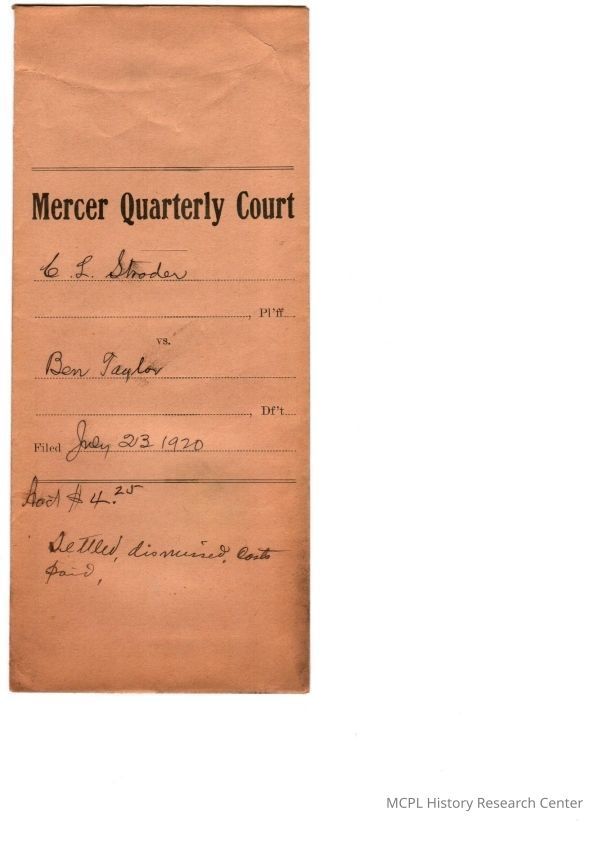 Mercer Quarterly Court
C. L. Stroder
, Pl'ff
vs.
Ben Taylor
, Df't
Filed July 23 1920
$ 4.25
Settled, dismissed, Costs
paid,
MCPL History Research Center